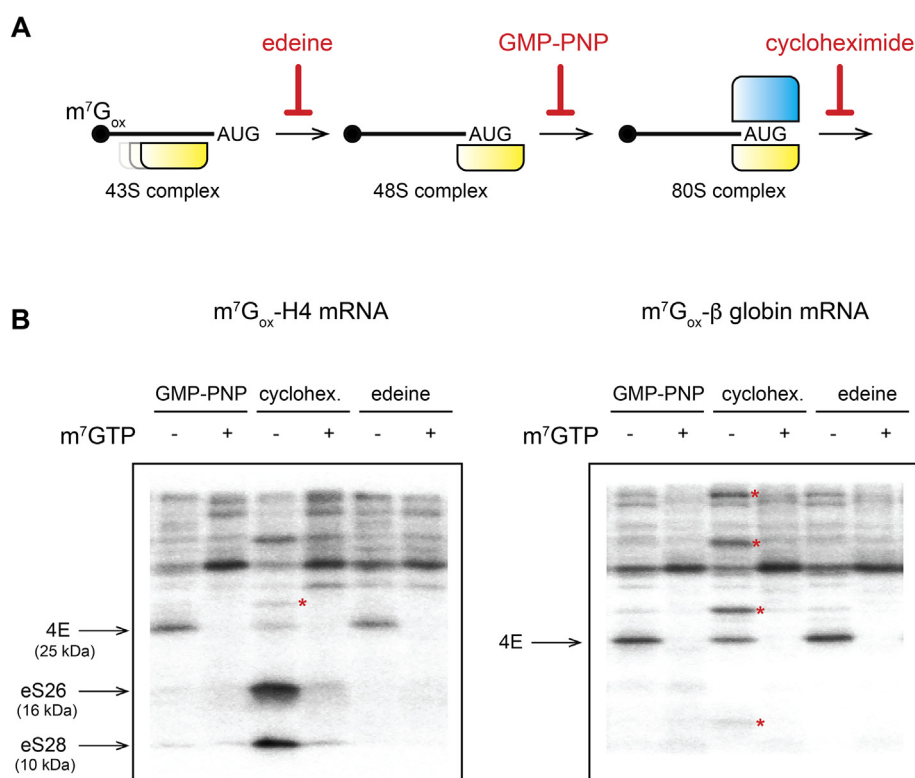 A
edeine GMP-PNP cycloheximide
m⁷Gₒₓ
AUG AUG AUG
43S complex 48S complex 80S complex
B
m⁷Gₒₓ-H4 mRNA m⁷Gₒₓ-β globin mRNA
GMP-PNP cyclohex. edeine GMP-PNP cyclohex. edeine
m⁷GTP - + - + - + m⁷GTP - + - + - +
*
*
*
*
*
4E
(25 kDa)
4E
eS26
(16 kDa)
eS28
(10 kDa)